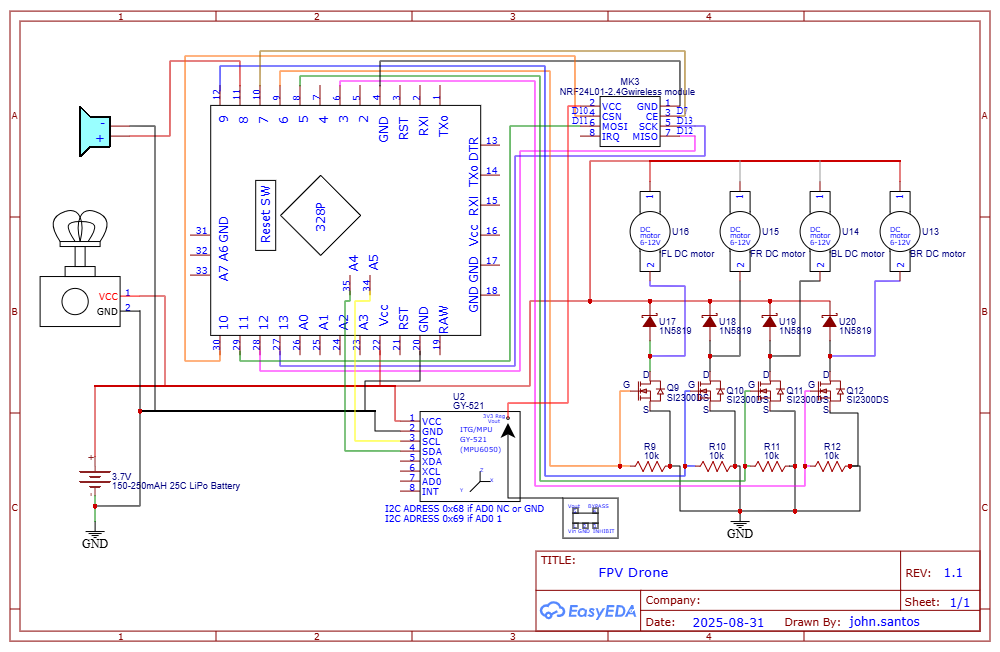 1 2 3 4
A A
B B
C C
1 2 3 4
12 11 10 9 8 7 6 5 4 3 2 1
9 8 7 6 5 4 3 2 GND RST RXI TXo
DTR 13
TXo 14
RXI 15
Vcc 16
GND 17
GND 18
Reset SW
328P
31 GND
32 A6
33 A7
A4 A5
35 34
10 11 12 13 A0 A1 A2 A3 Vcc RST GND RAW
30 29 28 27 26 25 24 23 22 21 20 19
-
+
VCC 1
GND 2
+
3.7V
150-250mAH 25C LiPo Battery
GND
MK3
NRF24L01-2.4Gwireless module
2 VCC GND 1
D10 4 CSN CE 3 D7
D11 6 MOSI SCK 5 D13
8 IRQ MISO 7 D12
1 1 1 1
DC motor 6-12V
U16
FL DC motor
DC motor 6-12V
U15
FR DC motor
DC motor 6-12V
U14
BL DC motor
DC motor 6-12V
U13
BR DC motor
2 2 2 2
U17
1N5819
U18
1N5819
U19
1N5819
U20
1N5819
D D D D
G G G G
S S S S
Q9
SI2300DS
Q10
SI2300DS
Q11
SI2300DS
Q12
SI2300DS
R9
10k
R10
10k
R11
10k
R12
10k
GND
U2
GY-521
1 VCC
2 GND
3 SCL
4 SDA
5 XDA
6 XCL
7 AD0
8 INT
3V3 Reg
Vout
ITG/MPU
GY-521
(MPU6050)
Z
X
Y
I2C ADRESS 0x68 if AD0 NC or GND
I2C ADRESS 0x69 if AD0 1
Vout BYPASS
Vin GND INHIBIT
TITLE:
FPV Drone
REV: 1.1
EasyEDA
Company:
Sheet: 1/1
Date: 2025-08-31 Drawn By: john.santos